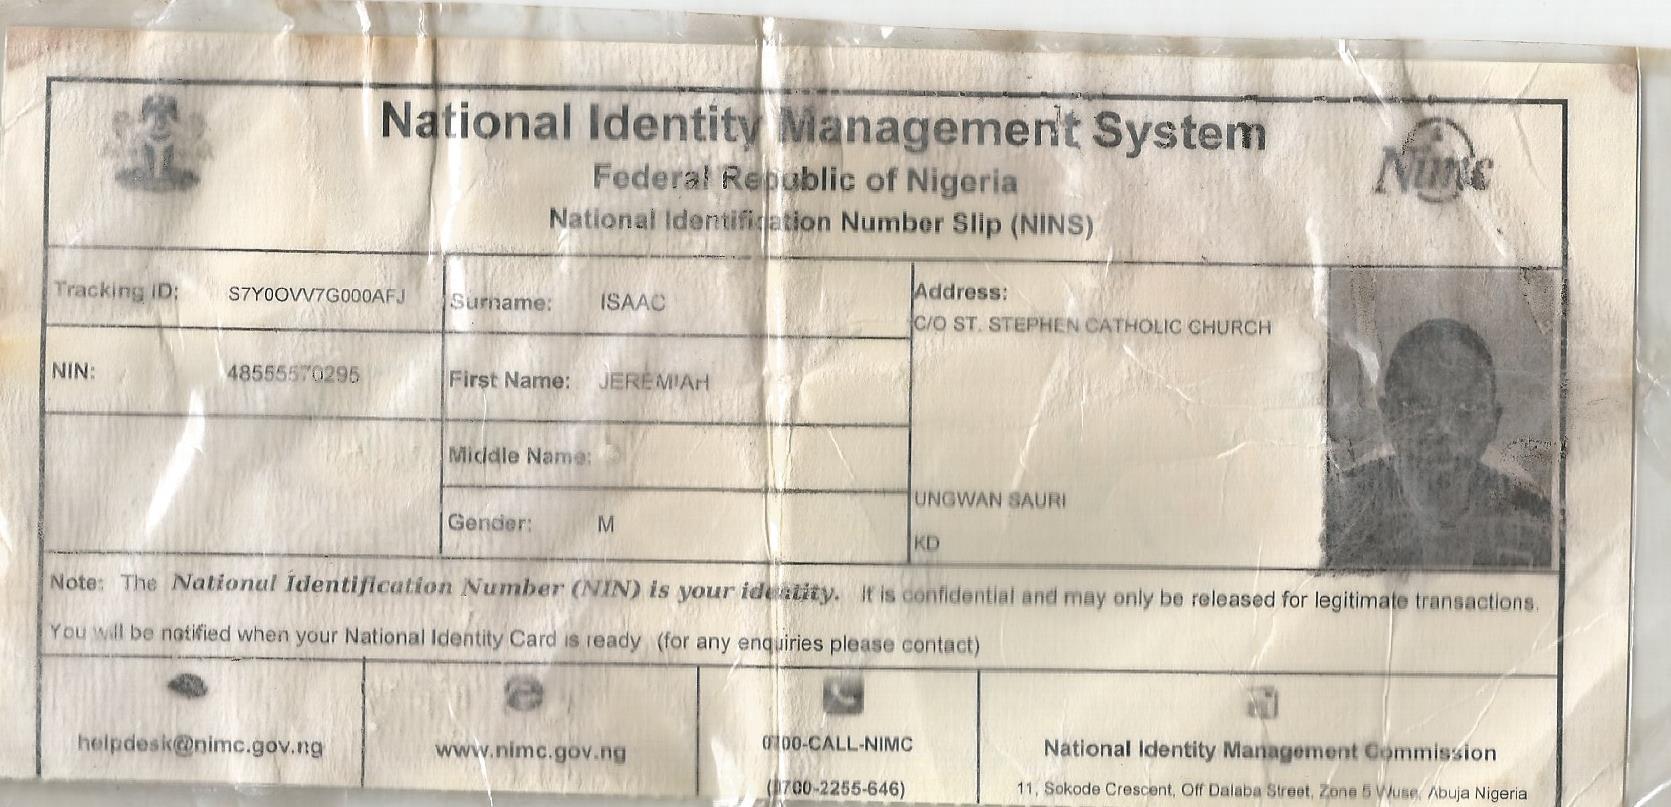 National Identity Management System
Federal Republic of Nigeria
National Identification Number Slip (NINS)
Nimc
Tracking ID: S7Y0OVV7G000AFJ
Surname: ISAAC
Address:
C/O ST. STEPHEN CATHOLIC CHURCH
NIN: 48555570295
First Name: JEREMIAH
Middle Name:
UNGWAN SAURI
Gender: M
KD
Note: The National Identification Number (NIN) is your identity. It is confidential and may only be released for legitimate transactions.
You will be notified when your National Identity Card is ready (for any enquiries please contact)
helpdesk@nimc.gov.ng
www.nimc.gov.ng
0700-CALL-NIMC
(0700-2255-646)
National Identity Management Commission
11, Sokode Crescent, Off Dalaba Street, Zone 5 Wuse, Abuja Nigeria